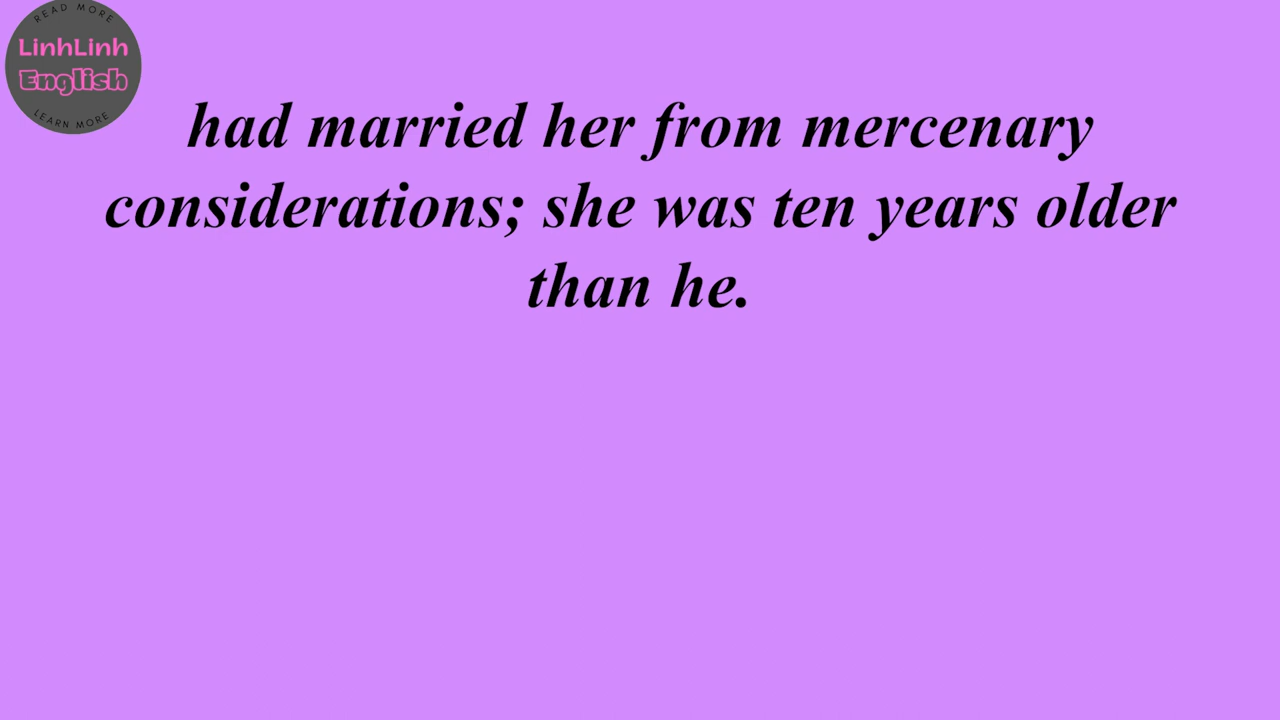 READ MORE
LinhLinh
English
LEARN MORE
had married her from mercenary
considerations; she was ten years older
than he.